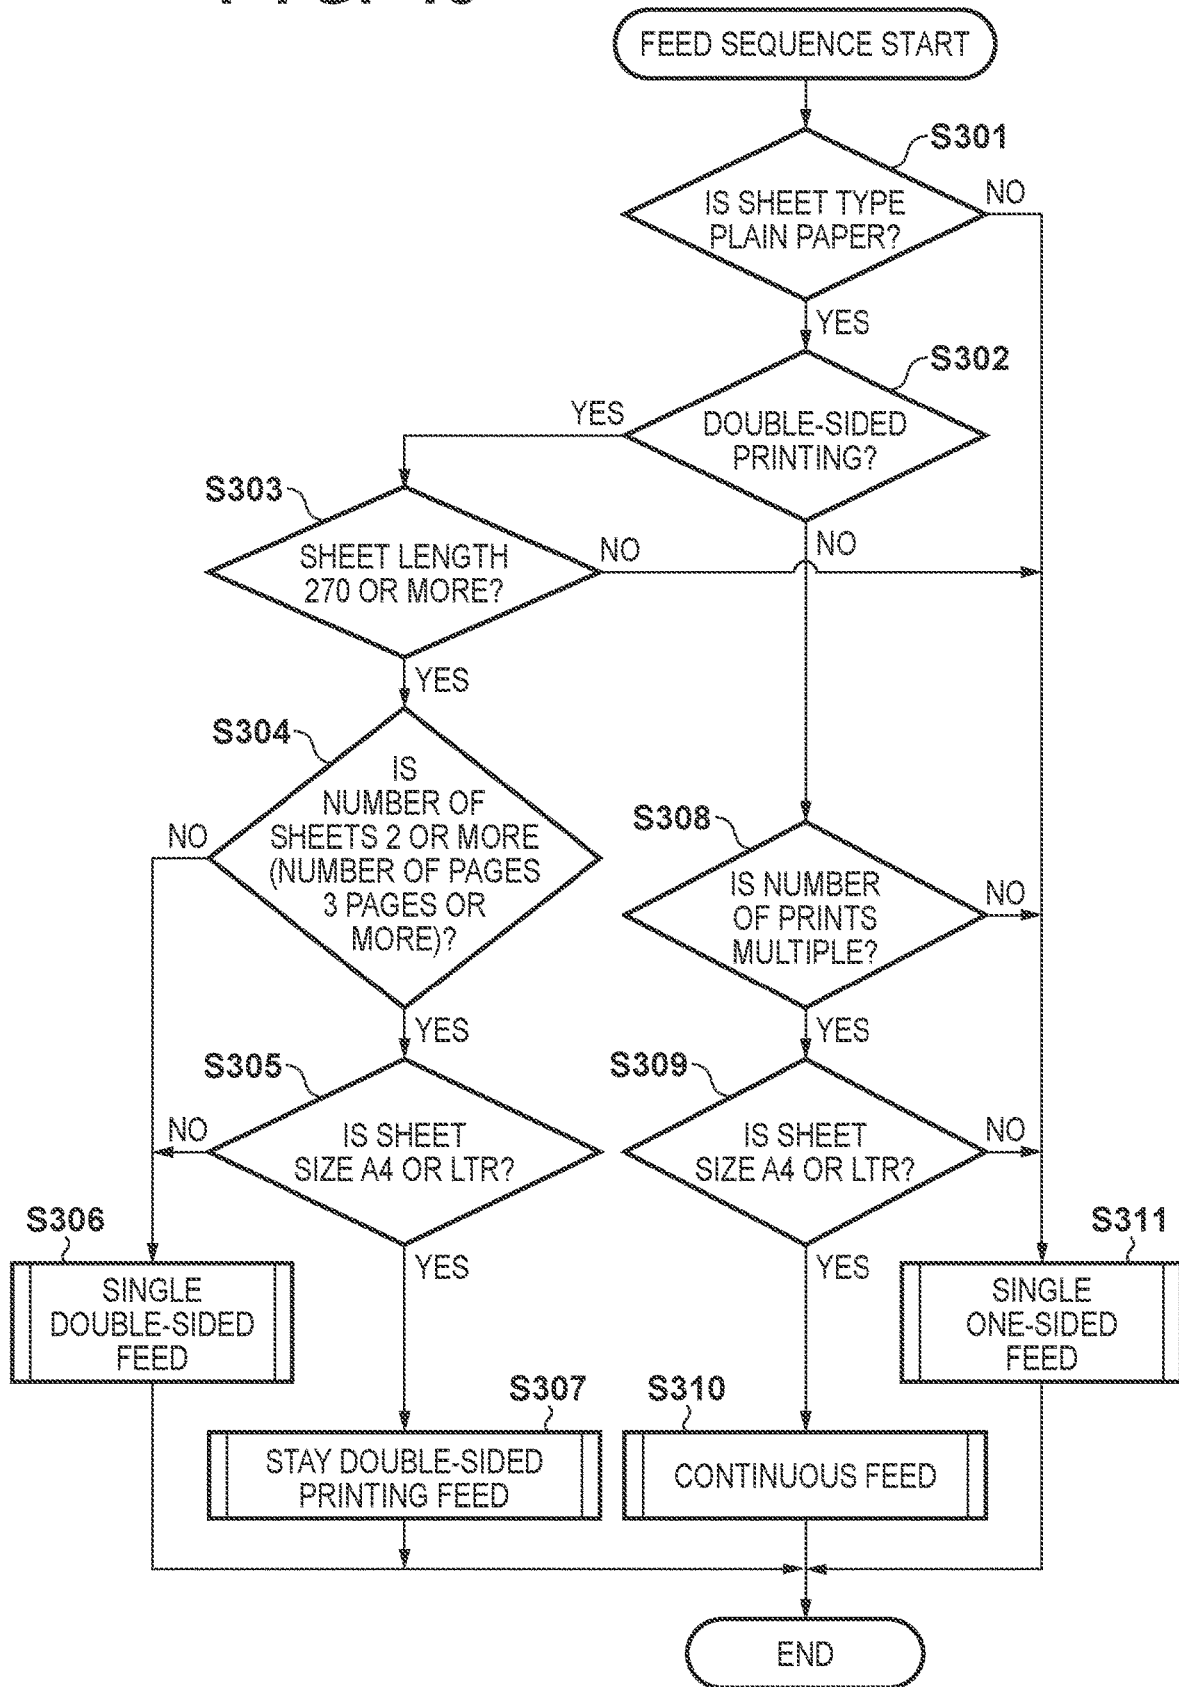 FEED SEQUENCE START
S301
IS SHEET TYPE
PLAIN PAPER?
NO
YES
S302
DOUBLE-SIDED
PRINTING?
YES
NO
S303
SHEET LENGTH
270 OR MORE?
NO
YES
S304
IS
NUMBER OF
SHEETS 2 OR MORE
(NUMBER OF PAGES
3 PAGES OR
MORE)?
NO
YES
S308
IS NUMBER
OF PRINTS
MULTIPLE?
NO
YES
S305
IS SHEET
SIZE A4 OR LTR?
NO
YES
S309
IS SHEET
SIZE A4 OR LTR?
NO
YES
S306
SINGLE
DOUBLE-SIDED
FEED
S311
SINGLE
ONE-SIDED
FEED
S307
STAY DOUBLE-SIDED
PRINTING FEED
S310
CONTINUOUS FEED
END